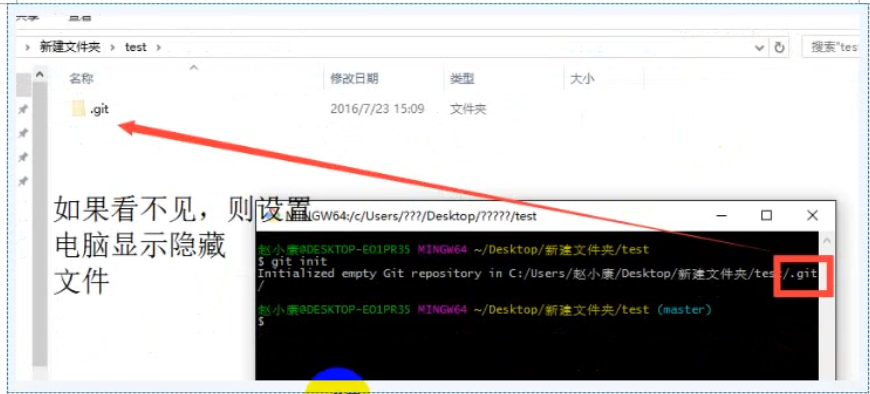 共享 查看
新建文件夹 › test ›
搜索"tes
名称 修改日期 类型 大小
.git 2016/7/23 15:09 文件夹
如果看不见，则设置
电脑显示隐藏
文件
MINGW64:/c/Users/???/Desktop/?????/test
赵小康@DESKTOP-EO1PR35 MINGW64 ~/Desktop/新建文件夹/test
$ git init
Initialized empty Git repository in C:/Users/赵小康/Desktop/新建文件夹/test/.git
/
赵小康@DESKTOP-EO1PR35 MINGW64 ~/Desktop/新建文件夹/test (master)
$